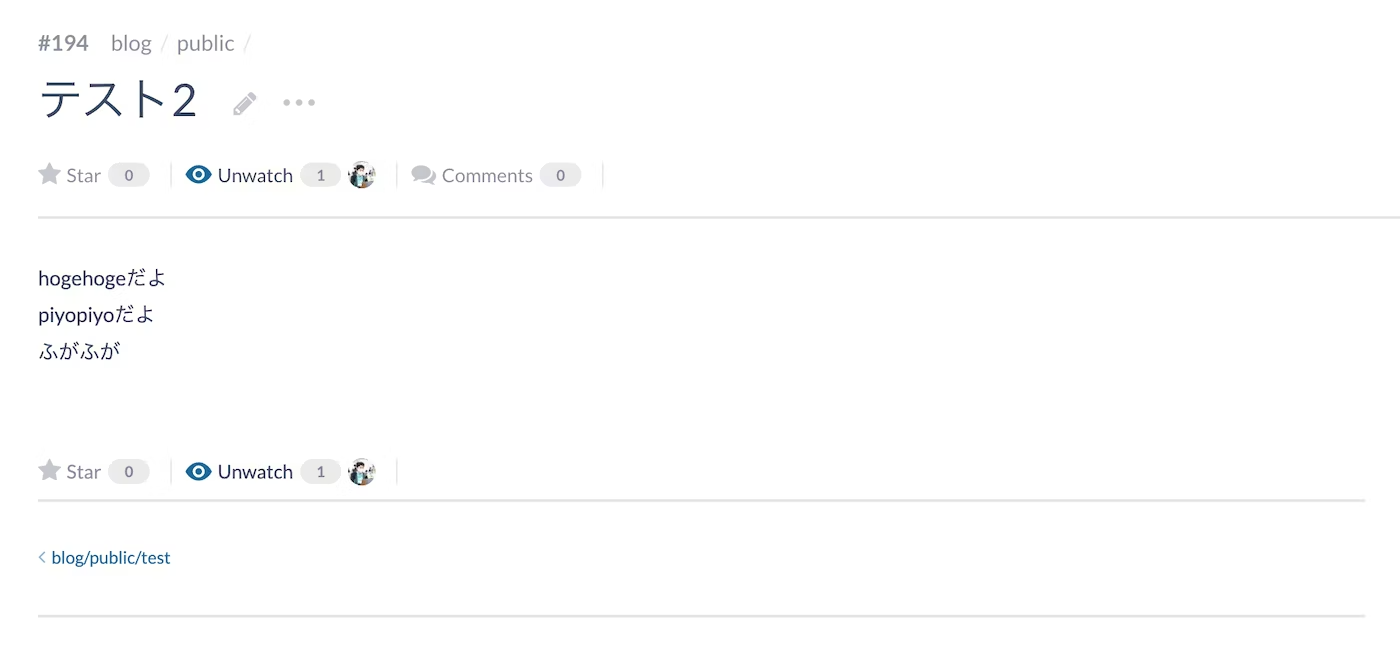 #194 blog / public /
テスト2
Star 0 Unwatch 1 Comments 0
hogehogeだよ
piyopiyoだよ
ふがふが
Star 0 Unwatch 1
< blog/public/test